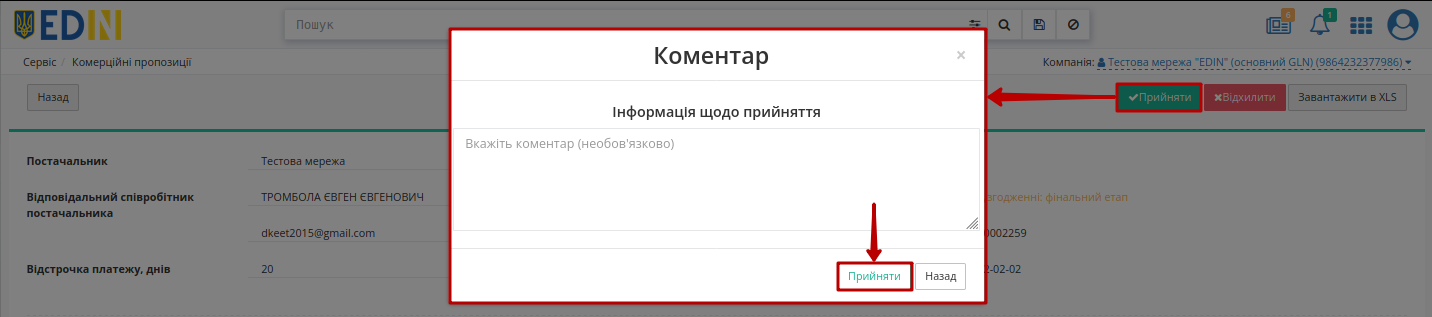 EDIN
Пошук
6
1
Сервіс / Комерційні пропозиції
Компанія: Тестова мережа "EDIN" (основний GLN) (9864232377986)
Назад
Прийняти
Відхилити
Завантажити в XLS
Коментар
×
Інформація щодо прийняття
Вкажіть коментар (необов'язково)
Прийняти
Назад
Постачальник
Тестова мережа
Відповідальний співробітник
постачальника
ТРОМБОЛА ЄВГЕН ЄВГЕНОВИЧ
згодженні: фінальний етап
dkeet2015@gmail.com
0002259
Відстрочка платежу, днів
20
2-02-02